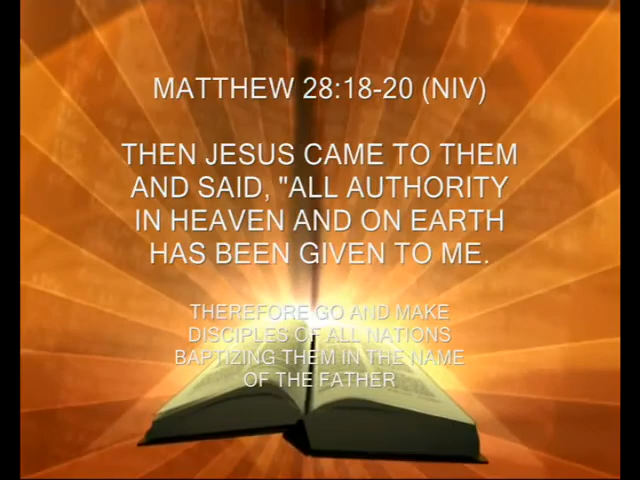 MATTHEW 28:18-20 (NIV)
THEN JESUS CAME TO THEM
AND SAID, "ALL AUTHORITY
IN HEAVEN AND ON EARTH
HAS BEEN GIVEN TO ME.
THEREFORE GO AND MAKE
DISCIPLES OF ALL NATIONS
BAPTIZING THEM IN THE NAME
OF THE FATHER